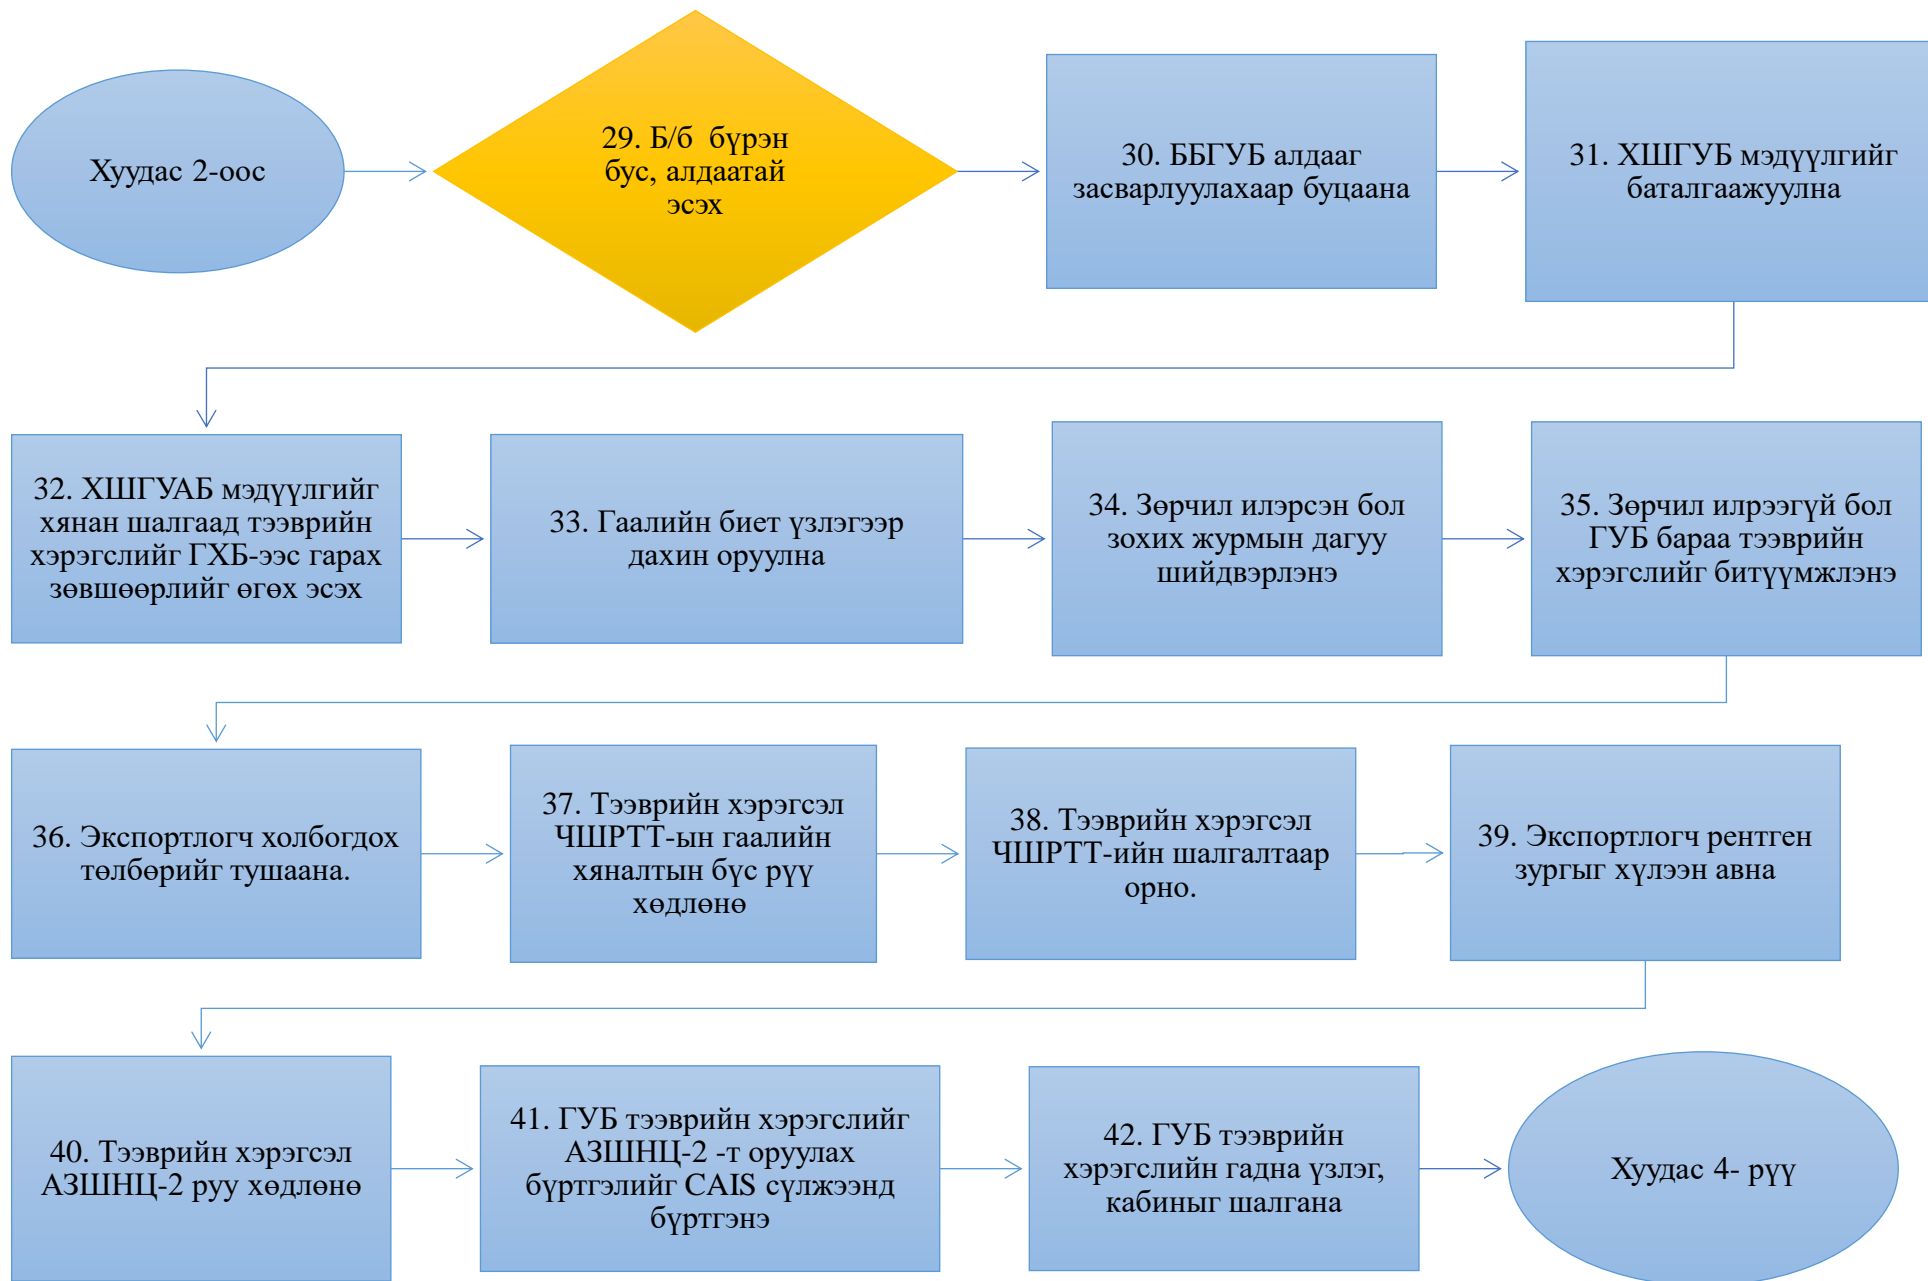 Хуудас 2-оос
29. Б/б бүрэн
бус, алдаатай
эсэх
30. ББГУБ алдааг
засварлуулахаар буцаана
31. ХШГУБ мэдүүлгийг
баталгаажуулна
32. ХШГУАБ мэдүүлгийг
хянан шалгаад тээврийн
хэрэгслийг ГХБ-ээс гарах
зөвшөөрлийг өгөх эсэх
33. Гаалийн биет үзлэгээр
дахин оруулна
34. Зөрчил илэрсэн бол
зохих журмын дагуу
шийдвэрлэнэ
35. Зөрчил илрээгүй бол
ГУБ бараа тээврийн
хэрэгслийг битүүмжлэнэ
36. Экспортлогч холбогдох
төлбөрийг тушаана.
37. Тээврийн хэрэгсэл
ЧШРТТ-ын гаалийн
хяналтын бүс рүү
хөдлөнө
38. Тээврийн хэрэгсэл
ЧШРТТ-ийн шалгалтаар
орно.
39. Экспортлогч рентген
зургыг хүлээн авна
40. Тээврийн хэрэгсэл
АЗШНЦ-2 руу хөдлөнө
41. ГУБ тээврийн хэрэгслийг
АЗШНЦ-2 -т оруулах
бүртгэлийг CAIS сүлжээнд
бүртгэнэ
42. ГУБ тээврийн
хэрэгслийн гадна үзлэг,
кабиныг шалгана
Хуудас 4- рүү